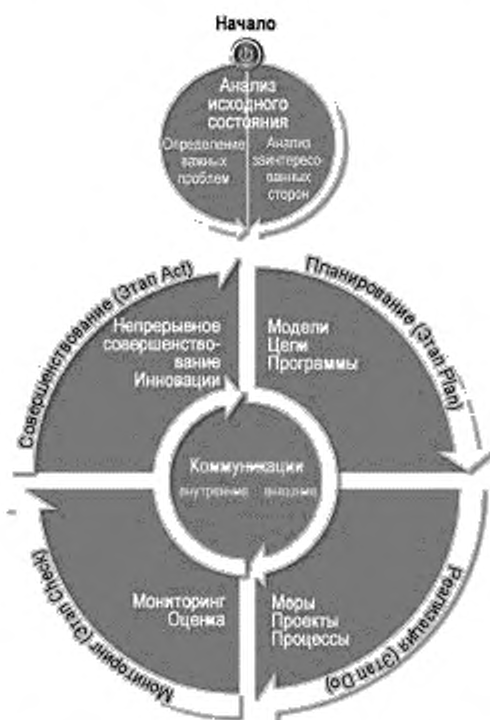 Начало
Анализ
исходного
состояния
Определение
важных
проблем
Анализ
заинтересо-
ванных
сторон
Совершенствование (Этап Act)
Планирование (Этап Plan)
Непрерывное
совершенство-
вание
Инновации
Модели
Цели
Программы
Коммуникации
внутренние внешние
Мониторинг
Оценка
Меры
Проекты
Процессы
Мониторинг (Этап Check)
Реализация (Этап Do)